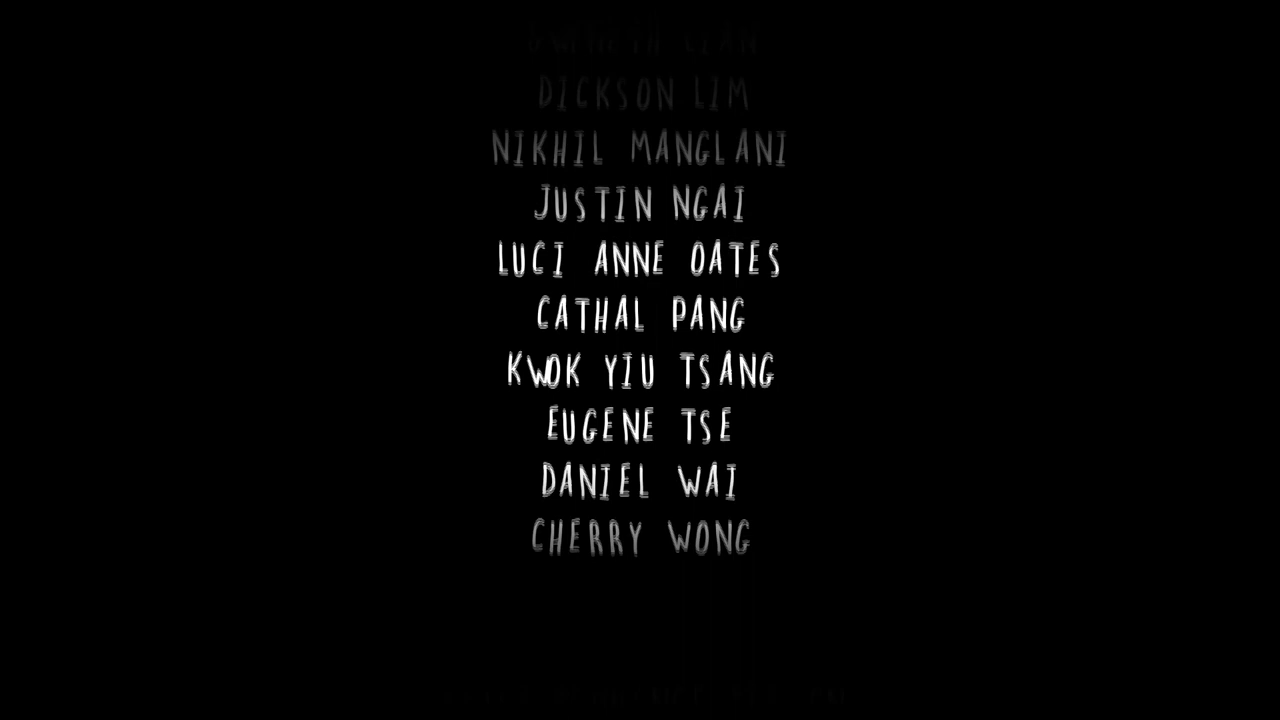 DICKSON LIM
NIKHIL MANGLANI
JUSTIN NGAI
LUCI ANNE OATES
CATHAL PANG
KWOK YIU TSANG
EUGENE TSE
DANIEL WAI
CHERRY WONG